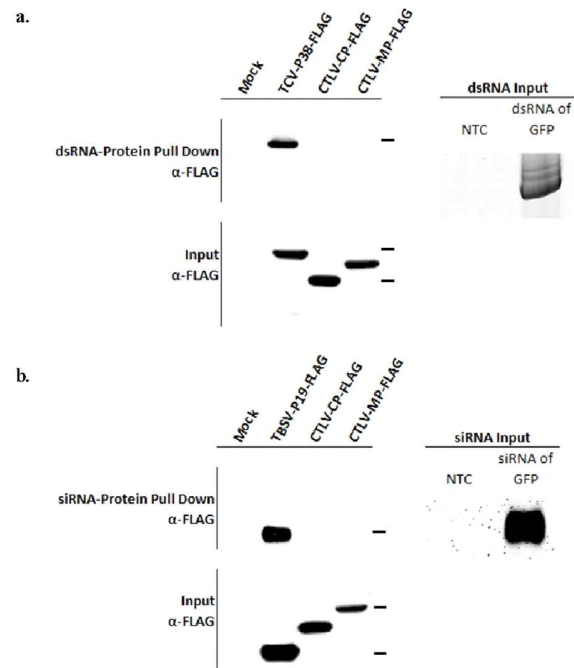 a.
Mock
TCV-P38-FLAG
CTLV-CP-FLAG
CTLV-MP-FLAG
dsRNA Input
NTC
dsRNA of
GFP
dsRNA-Protein Pull Down
α-FLAG
Input
α-FLAG
b.
Mock
TBSV-P19-FLAG
CTLV-CP-FLAG
CTLV-MP-FLAG
siRNA Input
NTC
siRNA of
GFP
siRNA-Protein Pull Down
α-FLAG
Input
α-FLAG